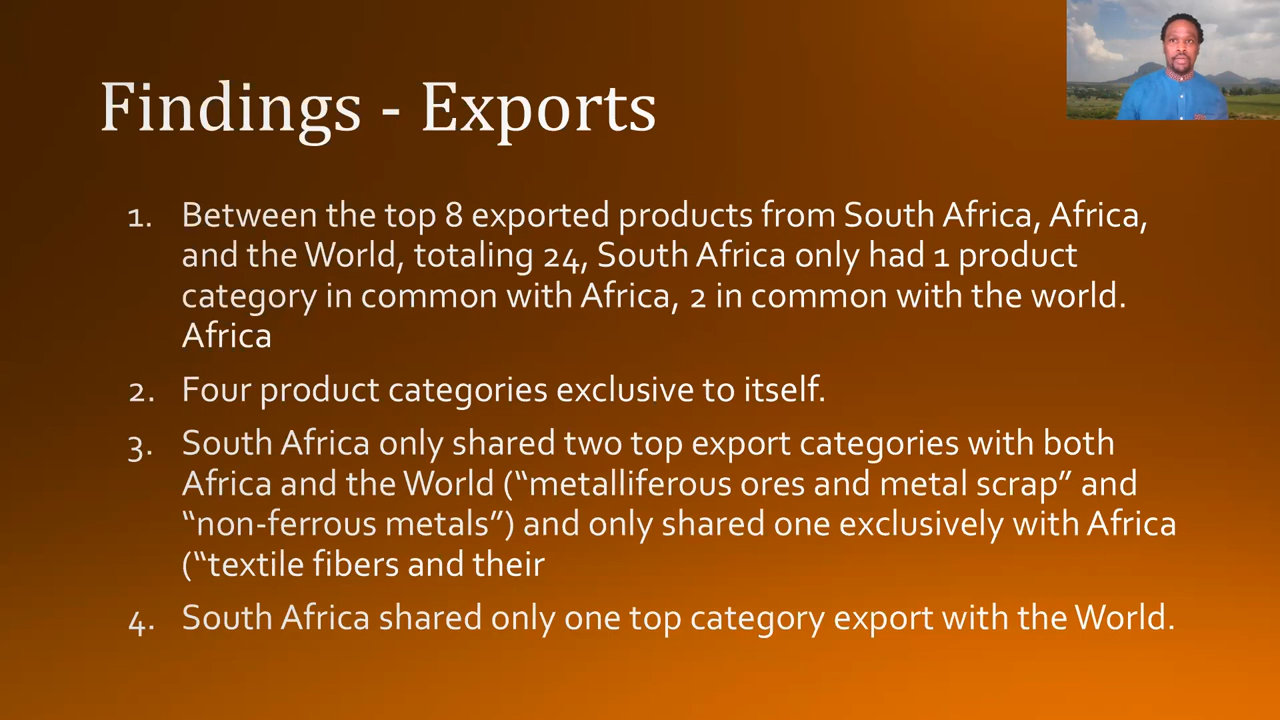 Findings - Exports
1. Between the top 8 exported products from South Africa, Africa,
and the World, totaling 24, South Africa only had 1 product
category in common with Africa, 2 in common with the world.
Africa
2. Four product categories exclusive to itself.
3. South Africa only shared two top export categories with both
Africa and the World (“metalliferous ores and metal scrap” and
“non-ferrous metals”) and only shared one exclusively with Africa
(“textile fibers and their
4. South Africa shared only one top category export with the World.